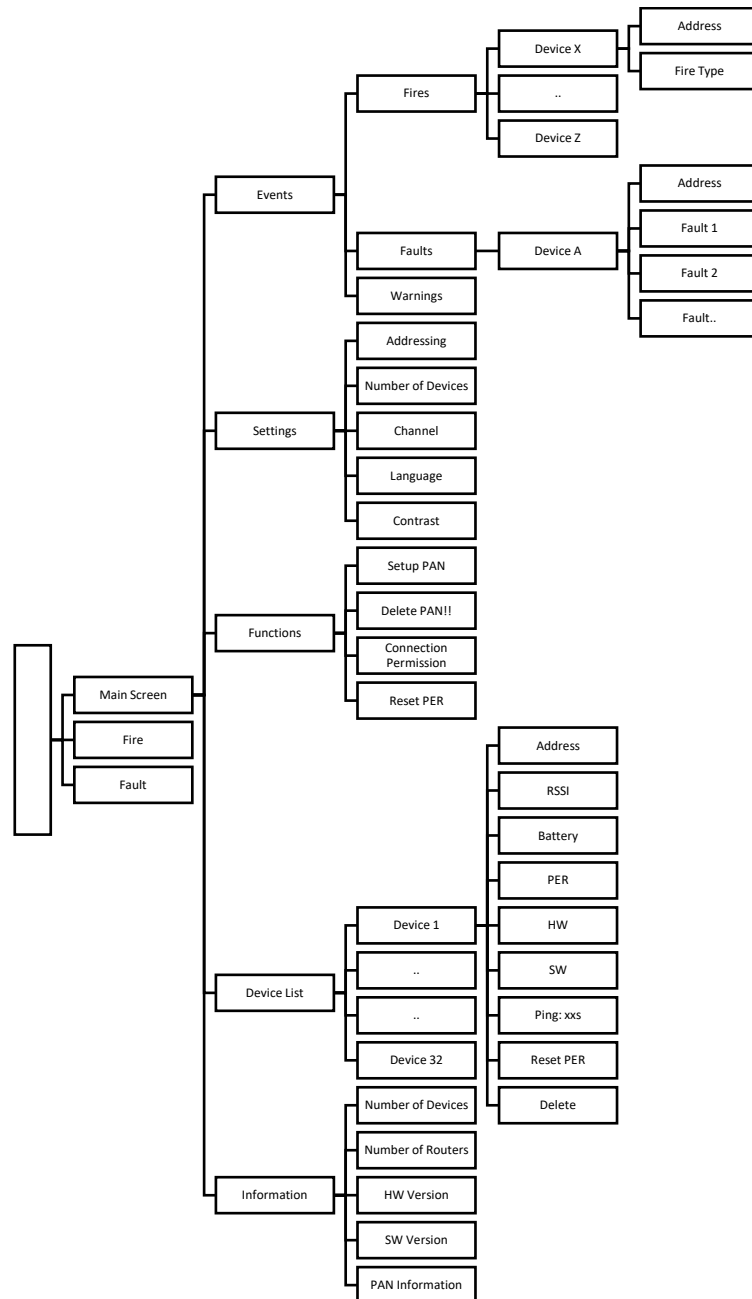 Address
Device X
Fire Type
Fires
..
Device Z
Address
Events
Fault 1
Faults
Device A
Fault 2
Warnings
Fault..
Addressing
Number of Devices
Settings
Channel
Language
Contrast
Setup PAN
Delete PAN!!
Functions
Connection
Permission
Main Screen
Reset PER
Fire
Address
Fault
RSSI
Battery
PER
Device 1
HW
..
SW
Device List
..
Ping: xxs
Device 32
Reset PER
Number of Devices
Delete
Number of Routers
Information
HW Version
SW Version
PAN Information